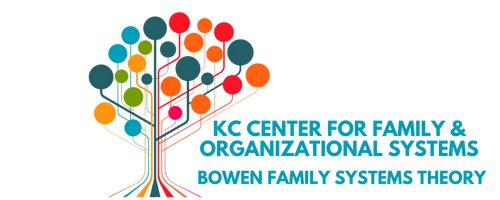 KC CENTER FOR FAMILY &
ORGANIZATIONAL SYSTEMS
BOWEN FAMILY SYSTEMS THEORY